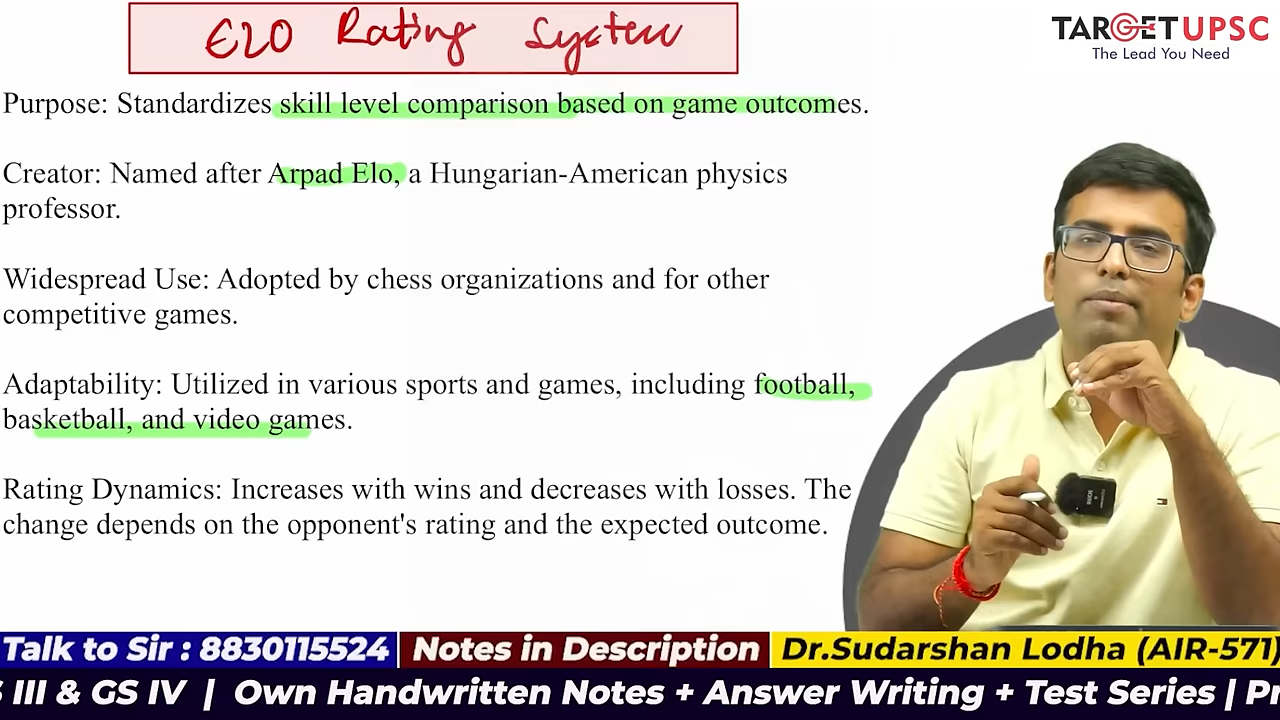 ELO Rating System
TARGET UPSC
The Lead You Need
Purpose: Standardizes skill level comparison based on game outcomes.
Creator: Named after Arpad Elo, a Hungarian-American physics
professor.
Widespread Use: Adopted by chess organizations and for other
competitive games.
Adaptability: Utilized in various sports and games, including football,
basketball, and video games.
Rating Dynamics: Increases with wins and decreases with losses. The
change depends on the opponent's rating and the expected outcome.
RODE
Talk to Sir : 8830115524 Notes in Description Dr.Sudarshan Lodha (AIR-571)
S III & GS IV | Own Handwritten Notes + Answer Writing + Test Series | Pr